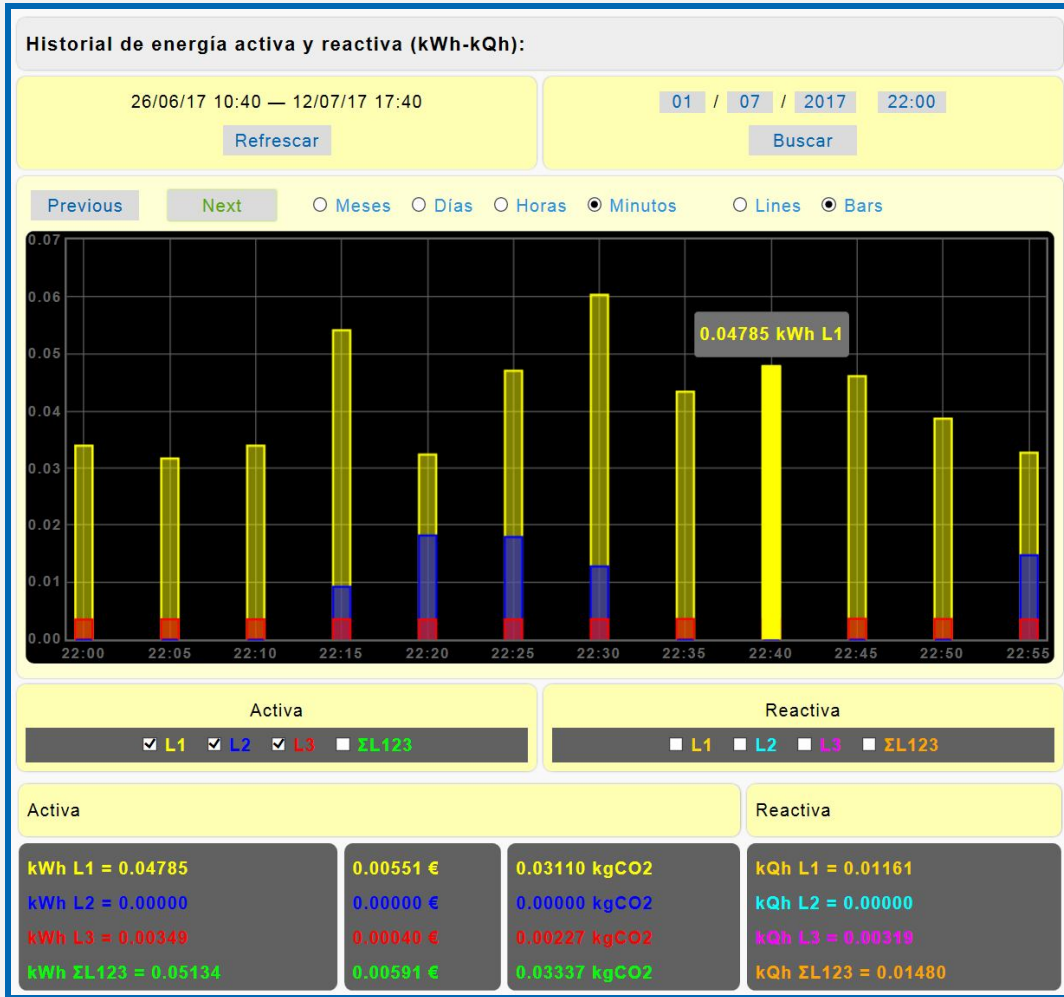 Historial de energía activa y reactiva (kWh-kQh):
26/06/17 10:40 — 12/07/17 17:40
Refrescar
01 / 07 / 2017 22:00
Buscar
Previous Next Meses Días Horas Minutos Lines Bars
0.07
0.06
0.05
0.04
0.03
0.02
0.01
0.00
0.04785 kWh L1
22:00 22:05 22:10 22:15 22:20 22:25 22:30 22:35 22:40 22:45 22:50 22:55
Activa
L1 L2 L3 ΣL123
Reactiva
L1 L2 L3 ΣL123
Activa
Reactiva
kWh L1 = 0.04785 0.00551 € 0.03110 kgCO2 kQh L1 = 0.01161
kWh L2 = 0.00000 0.00000 € 0.00000 kgCO2 kQh L2 = 0.00000
kWh L3 = 0.00349 0.00040 € 0.00227 kgCO2 kQh L3 = 0.00319
kWh ΣL123 = 0.05134 0.00591 € 0.03337 kgCO2 kQh ΣL123 = 0.01480